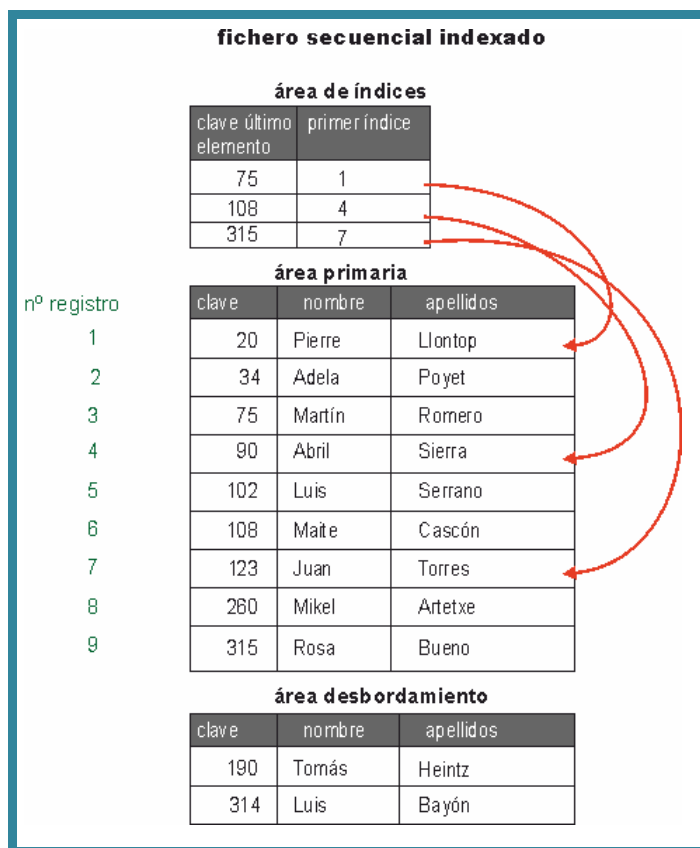 fichero secuencial indexado
área de índices
clave último elemento primer índice
75 1
108 4
315 7
área primaria
nº registro clave nombre apellidos
1 20 Pierre Llontop
2 34 Adela Poyet
3 75 Martín Romero
4 90 Abril Sierra
5 102 Luis Serrano
6 108 Maite Cascón
7 123 Juan Torres
8 260 Mikel Artetxe
9 315 Rosa Bueno
área desbordamiento
clave nombre apellidos
190 Tomás Heintz
314 Luis Bayón